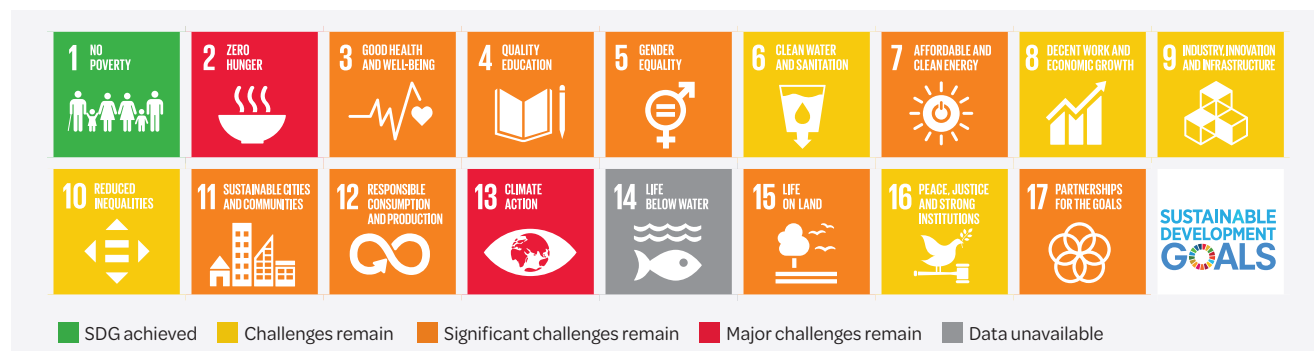 1 NO
POVERTY
2 ZERO
HUNGER
3 GOOD HEALTH
AND WELL-BEING
4 QUALITY
EDUCATION
5 GENDER
EQUALITY
6 CLEAN WATER
AND SANITATION
7 AFFORDABLE AND
CLEAN ENERGY
8 DECENT WORK AND
ECONOMIC GROWTH
9 INDUSTRY, INNOVATION
AND INFRASTRUCTURE
10 REDUCED
INEQUALITIES
11 SUSTAINABLE CITIES
AND COMMUNITIES
12 RESPONSIBLE
CONSUMPTION
AND PRODUCTION
13 CLIMATE
ACTION
14 LIFE
BELOW WATER
15 LIFE
ON LAND
16 PEACE, JUSTICE
AND STRONG
INSTITUTIONS
17 PARTNERSHIPS
FOR THE GOALS
SUSTAINABLE
DEVELOPMENT
GOALS
SDG achieved Challenges remain Significant challenges remain Major challenges remain Data unavailable